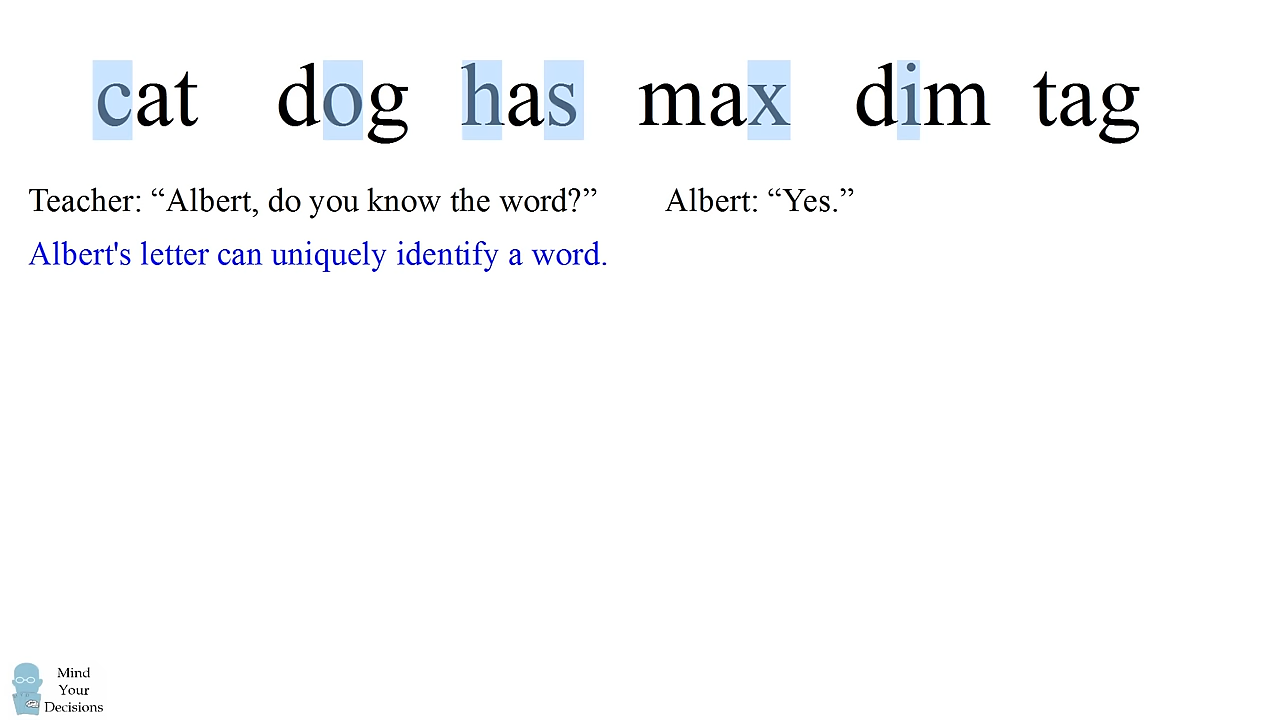 cat dog has max dim tag
Teacher: “Albert, do you know the word?” Albert: “Yes.”
Albert's letter can uniquely identify a word.
Mind
Your
Decisions